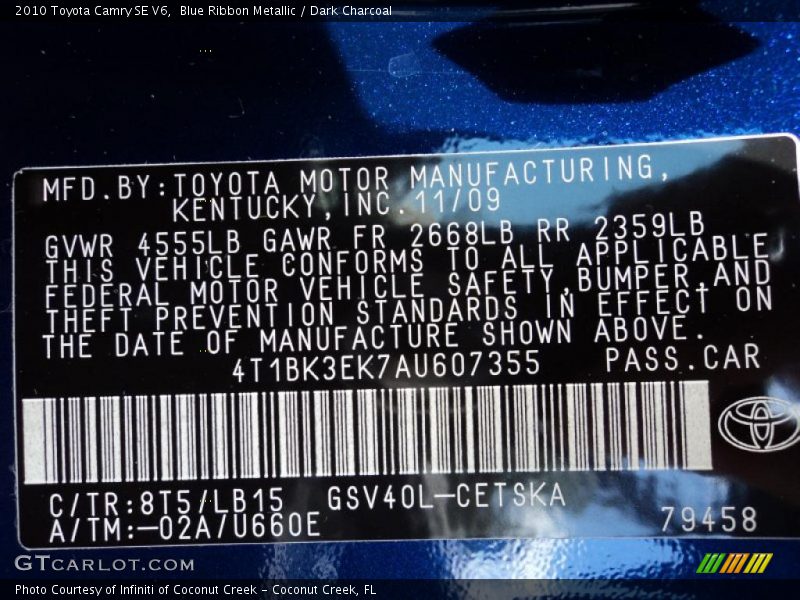 2010 Toyota Camry SE V6,  Blue Ribbon Metallic / Dark Charcoal
MFD.BY:TOYOTA MOTOR MANUFACTURING,
KENTUCKY,INC.11/09
GVWR 4555LB GAWR FR 2668LB RR 2359LB
THIS VEHICLE CONFORMS TO ALL APPLICABLE
FEDERAL MOTOR VEHICLE SAFETY,BUMPER,AND
THEFT PREVENTION STANDARDS IN EFFECT ON
THE DATE OF MANUFACTURE SHOWN ABOVE.
4T1BK3EK7AU607355 PASS.CAR
C/TR:8T5/LB15 GSV40L-CETSKA
A/TM:-02A/U660E 79458
GTCARLOT.COM
Photo Courtesy of Infiniti of Coconut Creek – Coconut Creek, FL